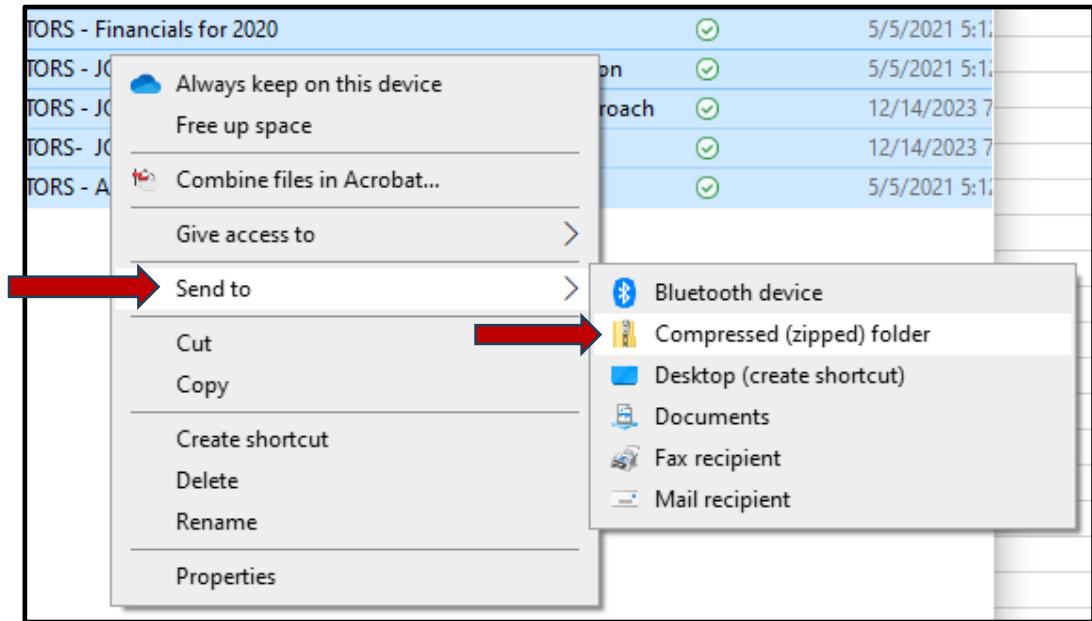 TORS - Financials for 2020 5/5/2021 5:12
TORS - JO on 5/5/2021 5:12
TORS - JO roach 12/14/2023 7
TORS- JO 12/14/2023 7
TORS - A 5/5/2021 5:12
Always keep on this device
Free up space
Combine files in Acrobat...
Give access to
Send to
Cut
Copy
Create shortcut
Delete
Rename
Properties
Bluetooth device
Compressed (zipped) folder
Desktop (create shortcut)
Documents
Fax recipient
Mail recipient